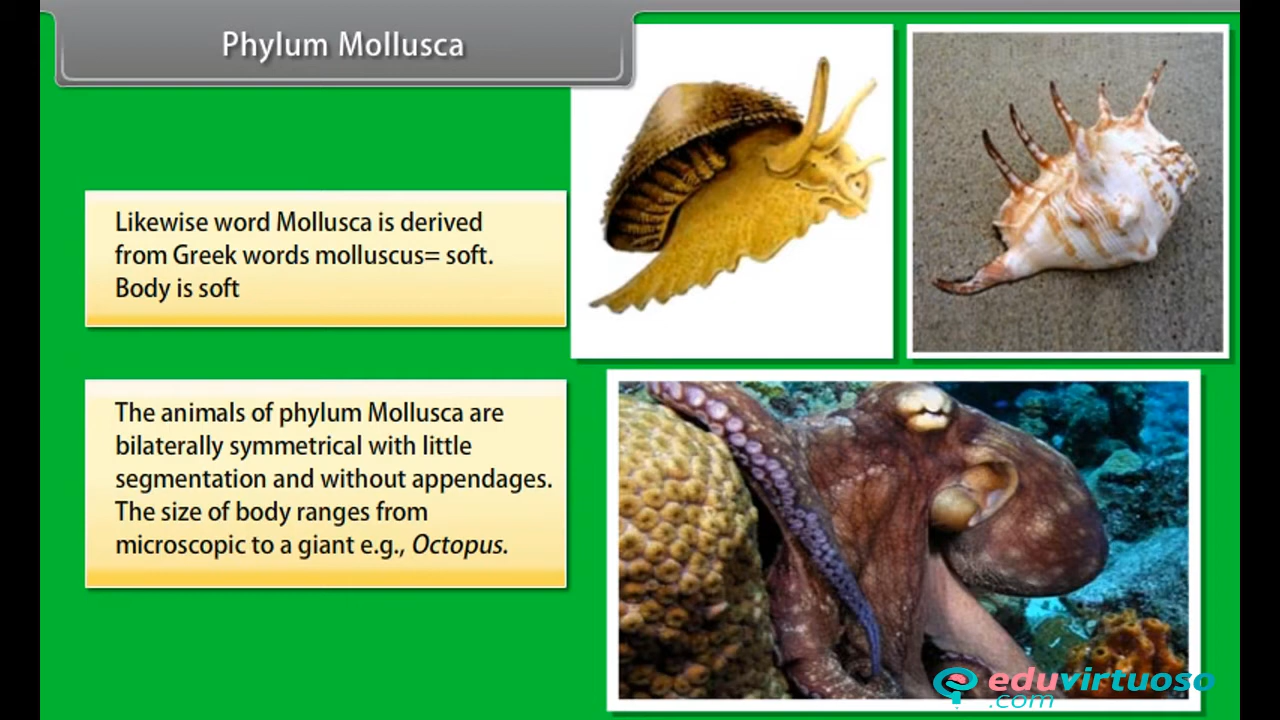 Phylum Mollusca
Likewise word Mollusca is derived
from Greek words molluscus= soft.
Body is soft
The animals of phylum Mollusca are
bilaterally symmetrical with little
segmentation and without appendages.
The size of body ranges from
microscopic to a giant e.g., Octopus.
eduvirtuoso
.com